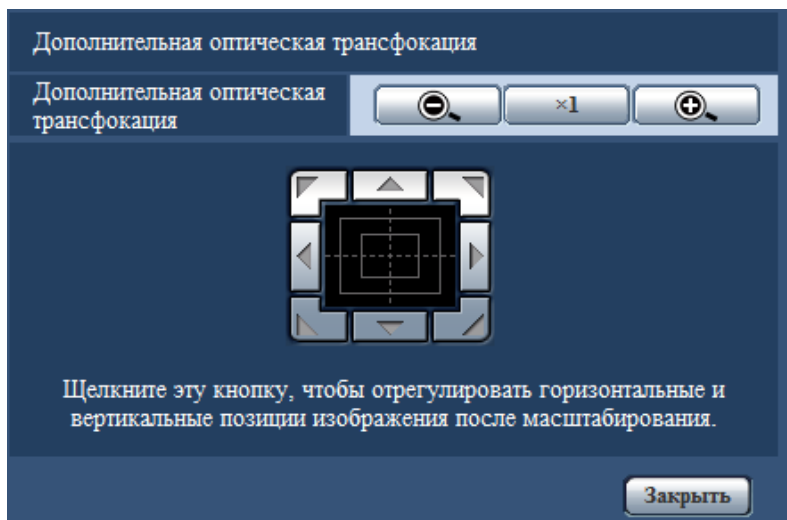 Дополнительная оптическая трансфокация
Дополнительная оптическая
трансфокация
×1
Щелкните эту кнопку, чтобы отрегулировать горизонтальные и
вертикальные позиции изображения после масштабирования.
Закрыть